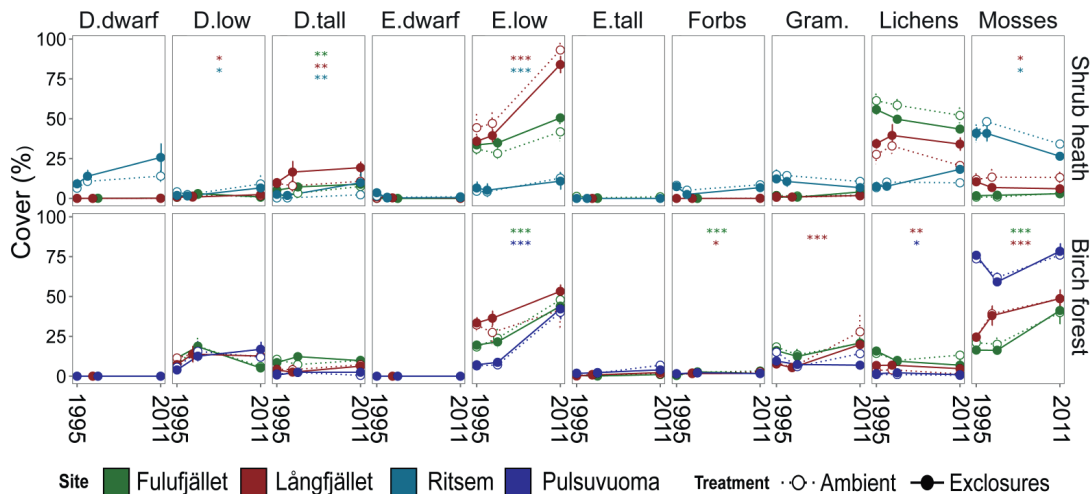 D.dwarf D.low D.tall E.dwarf E.low E.tall Forbs Gram. Lichens Mosses
100 * ** *** * Shrub heath
* ** *** *
**
75
50
25
0
Cover (%)
100 *** *** *** ** *** Birch forest
*** * * ***
75
50
25
0
1995 2011 1995 2011 1995 2011 1995 2011 1995 2011 1995 2011 1995 2011 1995 2011 1995 2011 1995 2011
Site Fulufjället Långfjället Ritsem Pulsuvuoma Treatment Ambient Exclosures